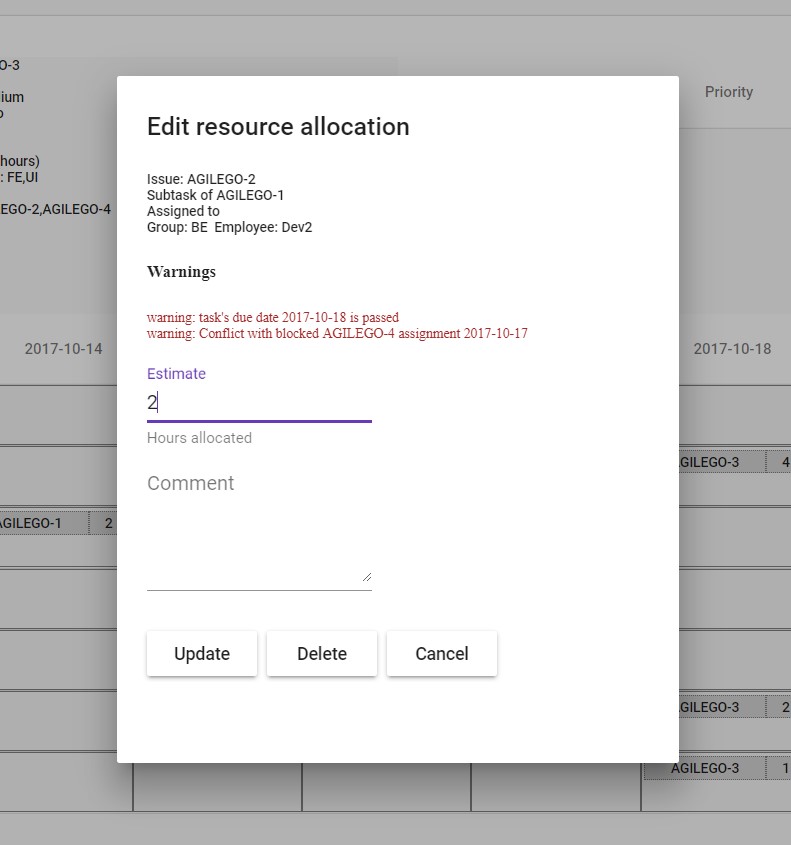 O-3
ium
hours)
: FE,UI
EGO-2,AGILEGO-4
Priority
Edit resource allocation
Issue: AGILEGO-2
Subtask of AGILEGO-1
Assigned to
Group: BE Employee: Dev2
Warnings
warning: task's due date 2017-10-18 is passed
warning: Conflict with blocked AGILEGO-4 assignment 2017-10-17
2017-10-14
2017-10-18
Estimate
2
Hours allocated
Comment
GILEGO-3 4
AGILEGO-1 2
Update Delete Cancel
GILEGO-3 2
AGILEGO-3 1